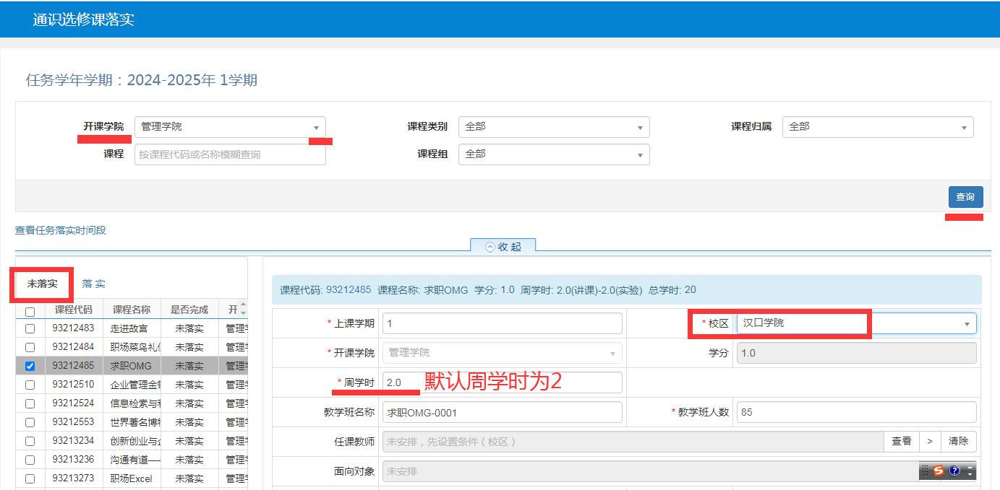 通识选修课落实
任务学年学期：2024-2025年 1学期
开课学院 管理学院 课程类别 全部 课程归属 全部
课程 按课程代码或名称模糊查询 课程组 全部
查询
查看任务落实时间段
收 起
未落实 落 实
课程代码 课程名称 是否完成 开
93212483 走进故宫 未落实 管理
93212484 职场菜鸟礼 未落实 管理
93212485 求职OMG 未落实 管理
93212510 企业管理金 未落实 管理
93212524 信息检索与 未落实 管理
93212553 世界著名博 未落实 管理
93213234 创新创业与 未落实 管理
93213236 沟通有道— 未落实 管理
93213273 职场Excel 未落实 管理
课程代码: 93212485 课程名称: 求职OMG 学分: 1.0 周学时: 2.0(讲课)-2.0(实验) 总学时: 20
* 上课学期 1 * 校区 汉口学院
* 开课学院 管理学院 学分 1.0
* 周学时 2.0 默认周学时为2
教学班名称 求职OMG-0001 * 教学班人数 85
任课教师 未安排，先设置条件（校区） 查看 > 清除
面向对象 未安排